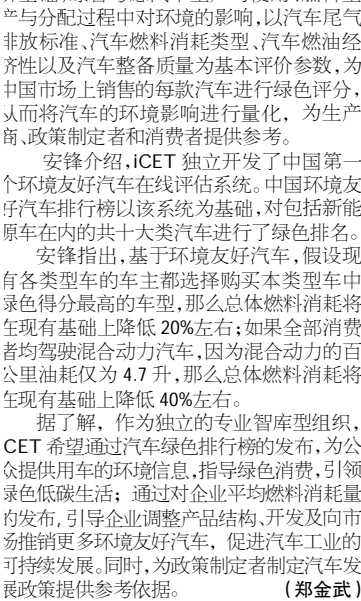 产与分配过程中对环境的影响,以汽车尾气
排放标准、汽车燃料消耗类型、汽车燃油经
济性以及汽车整备质量为基本评价参数,为
中国市场上销售的每款汽车进行绿色评分,
从而将汽车的环境影响进行量化，为生产
商、政策制定者和消费者提供参考。
安锋介绍,iCET 独立开发了中国第一
个环境友好汽车在线评估系统。中国环境友
好汽车排行榜以该系统为基础,对包括新能
源车在内的共十大类汽车进行了绿色排名。
安锋指出,基于环境友好汽车,假设现
有各类型车的车主都选择购买本类型车中
绿色得分最高的车型,那么总体燃料消耗将
在现有基础上降低 20%左右;如果全部消费
者均驾驶混合动力汽车,因为混合动力的百
公里油耗仅为 4.7 升,那么总体燃料消耗将
在现有基础上降低 40%左右。
据了解，作为独立的专业智库型组织,
CET 希望通过汽车绿色排行榜的发布,为公
众提供用车的环境信息,指导绿色消费,引领
绿色低碳生活；通过对企业平均燃料消耗量
的发布,引导企业调整产品结构、开发及向市
场推销更多环境友好汽车，促进汽车工业的
可持续发展。同时,为政策制定者制定汽车发
展政策提供参考依据。 (郑金武)